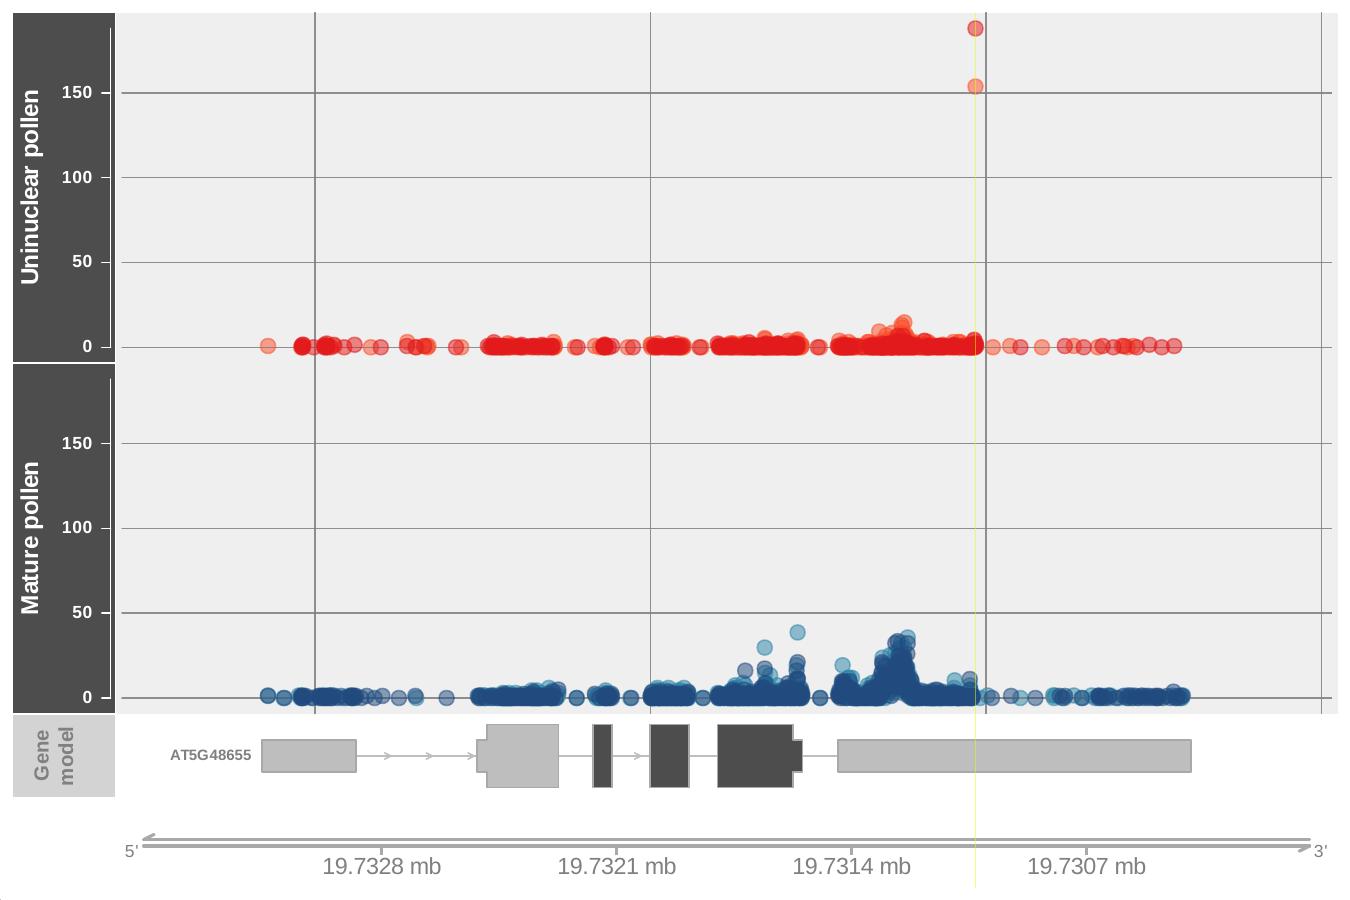 Uninuclear pollen
150
100
50
0
Mature pollen
150
100
50
0
Gene
model
AT5G48655
5'
3'
19.7328 mb
19.7321 mb
19.7314 mb
19.7307 mb